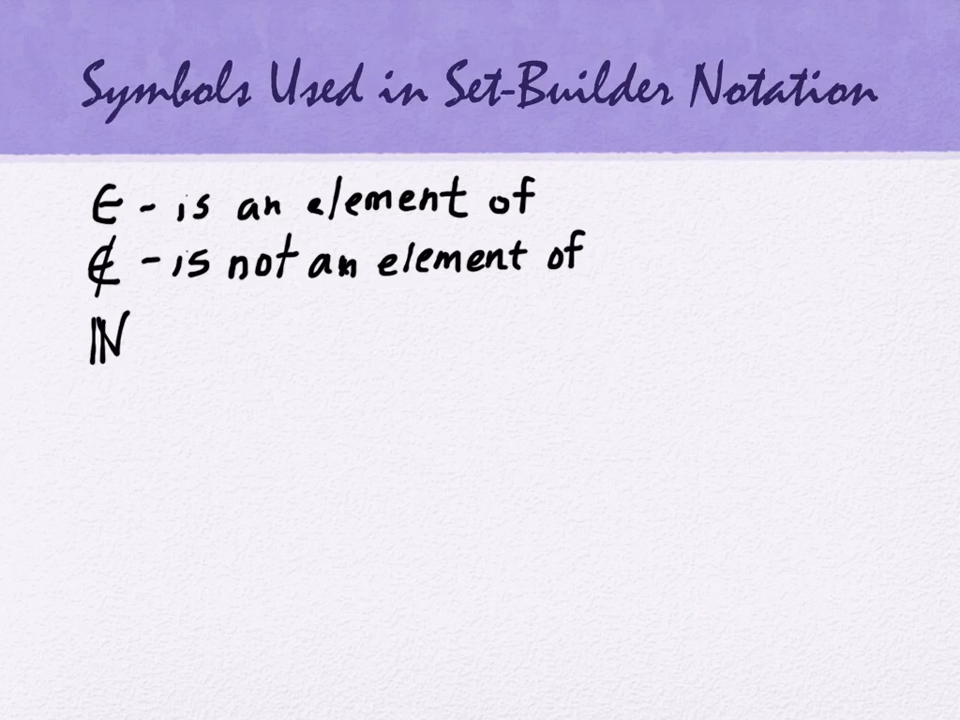 Symbols Used in Set-Builder Notation
∈ - is an element of
∉ - is not an element of
ℕ